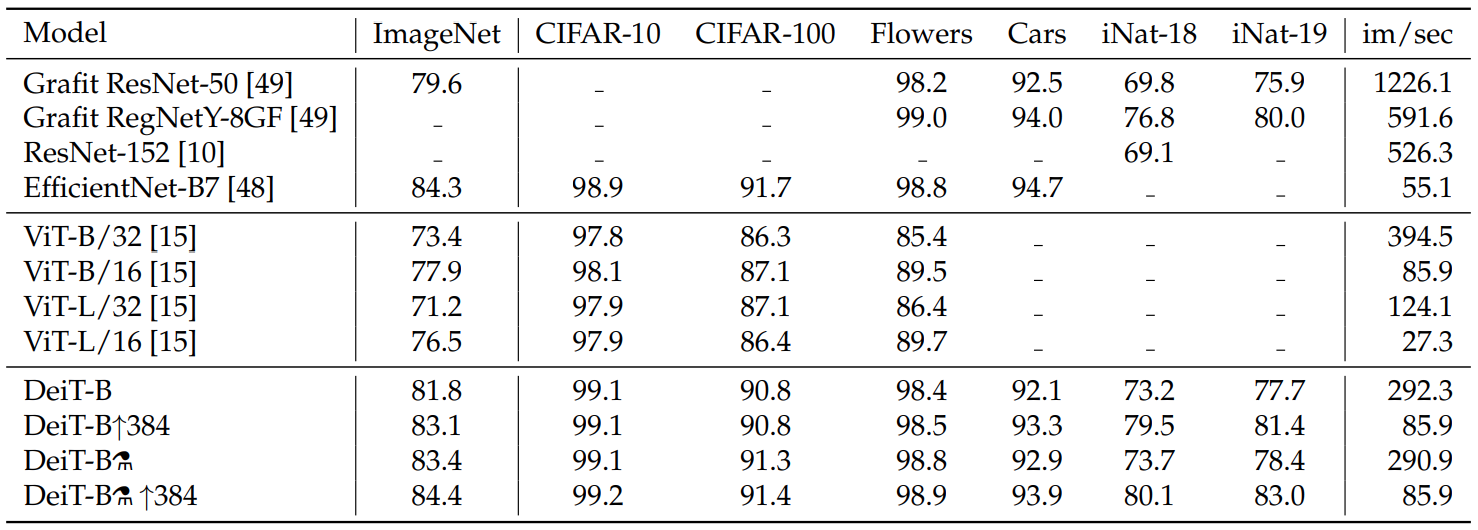 Model ImageNet CIFAR-10 CIFAR-100 Flowers Cars iNat-18 iNat-19 im/sec
Grafit ResNet-50 [49] 79.6 _ _ 98.2 92.5 69.8 75.9 1226.1
Grafit RegNetY-8GF [49] _ _ _ 99.0 94.0 76.8 80.0 591.6
ResNet-152 [10] _ _ _ _ _ 69.1 _ 526.3
EfficientNet-B7 [48] 84.3 98.9 91.7 98.8 94.7 _ _ 55.1
ViT-B/32 [15] 73.4 97.8 86.3 85.4 _ _ _ 394.5
ViT-B/16 [15] 77.9 98.1 87.1 89.5 _ _ _ 85.9
ViT-L/32 [15] 71.2 97.9 87.1 86.4 _ _ _ 124.1
ViT-L/16 [15] 76.5 97.9 86.4 89.7 _ _ _ 27.3
DeiT-B 81.8 99.1 90.8 98.4 92.1 73.2 77.7 292.3
DeiT-B↑384 83.1 99.1 90.8 98.5 93.3 79.5 81.4 85.9
DeiT-B⚗ 83.4 99.1 91.3 98.8 92.9 73.7 78.4 290.9
DeiT-B⚗ ↑384 84.4 99.2 91.4 98.9 93.9 80.1 83.0 85.9